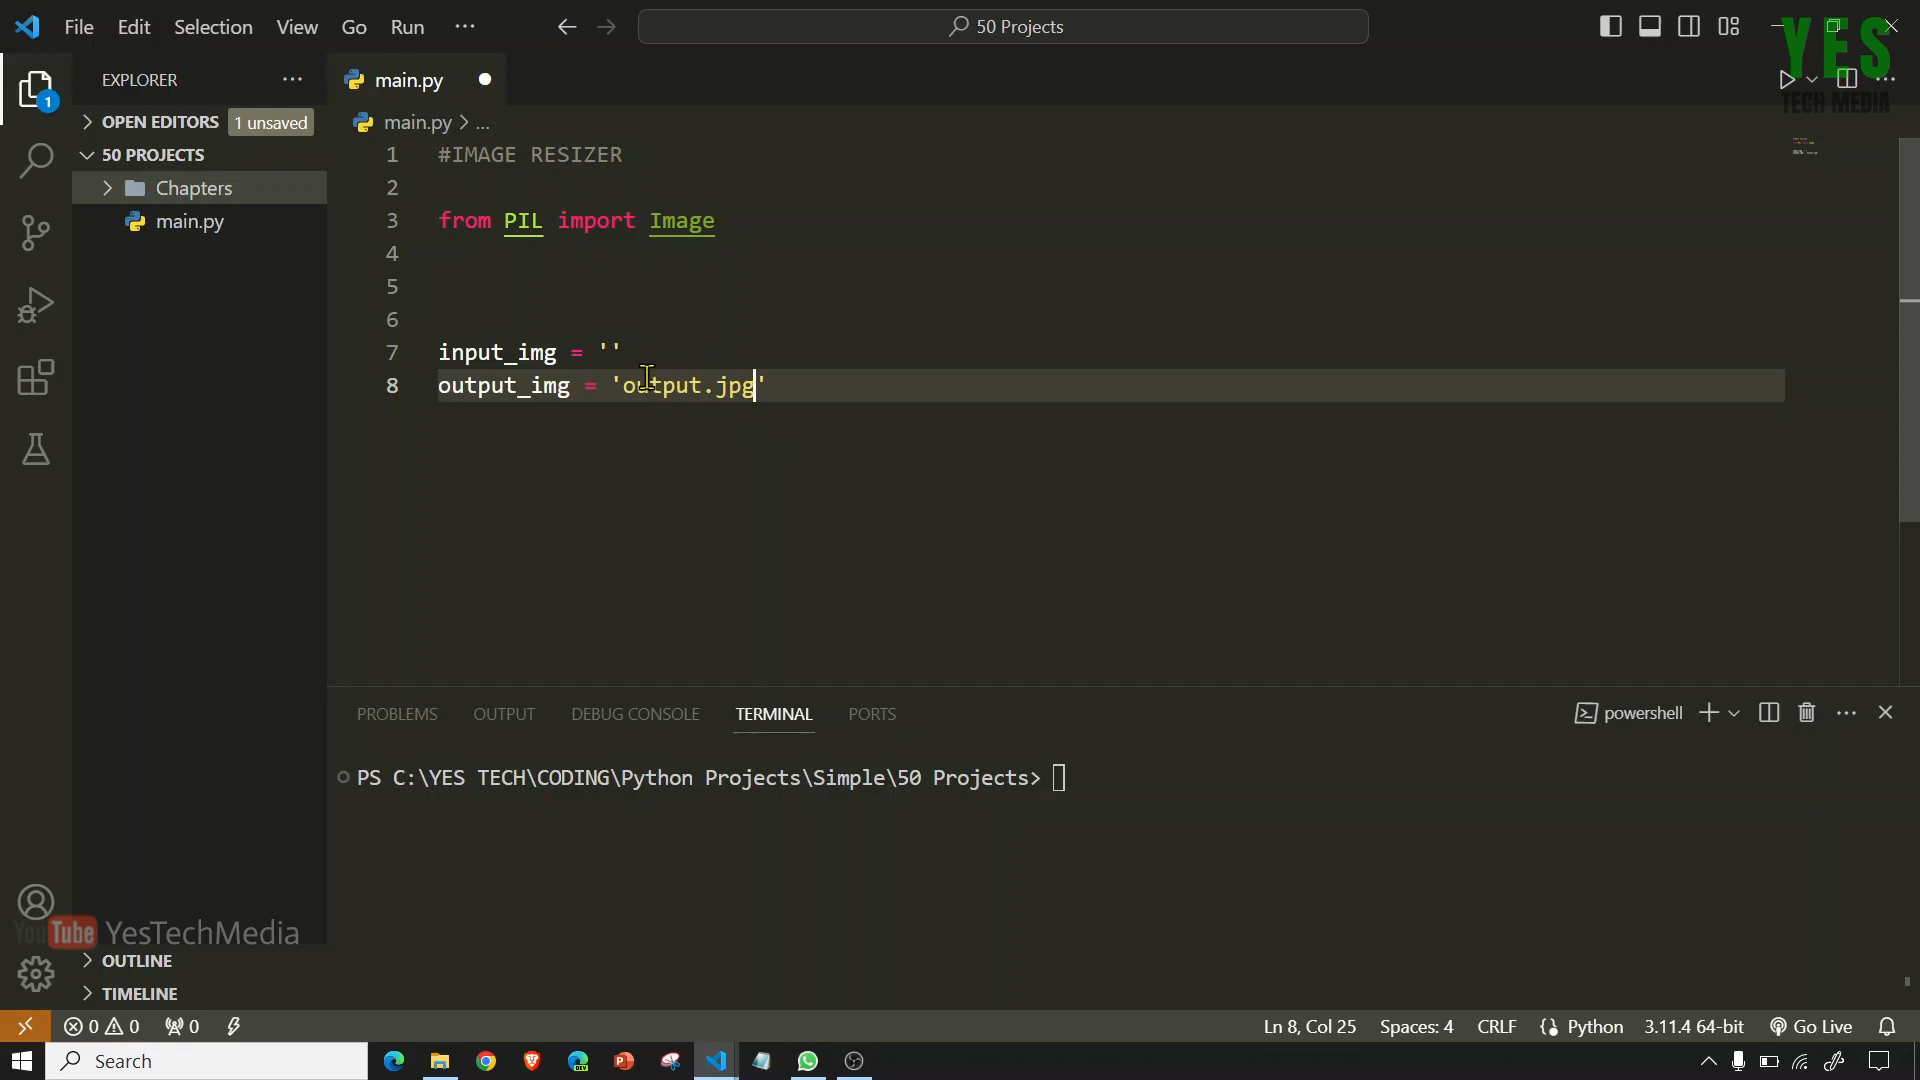 File Edit Selection View Go Run ··· 50 Projects
YES
TECH MEDIA
EXPLORER ···
main.py
OPEN EDITORS 1 unsaved
main.py > ...
50 PROJECTS
Chapters
main.py
1 #IMAGE RESIZER
2
3 from PIL import Image
4
5
6
7 input_img = ''
8 output_img = 'output.jpg'
PROBLEMS OUTPUT DEBUG CONSOLE TERMINAL PORTS powershell
PS C:\YES TECH\CODING\Python Projects\Simple\50 Projects>
1
YouTube YesTechMedia
OUTLINE
TIMELINE
0 0 0 Ln 8, Col 25 Spaces: 4 CRLF Python 3.11.4 64-bit Go Live
Search